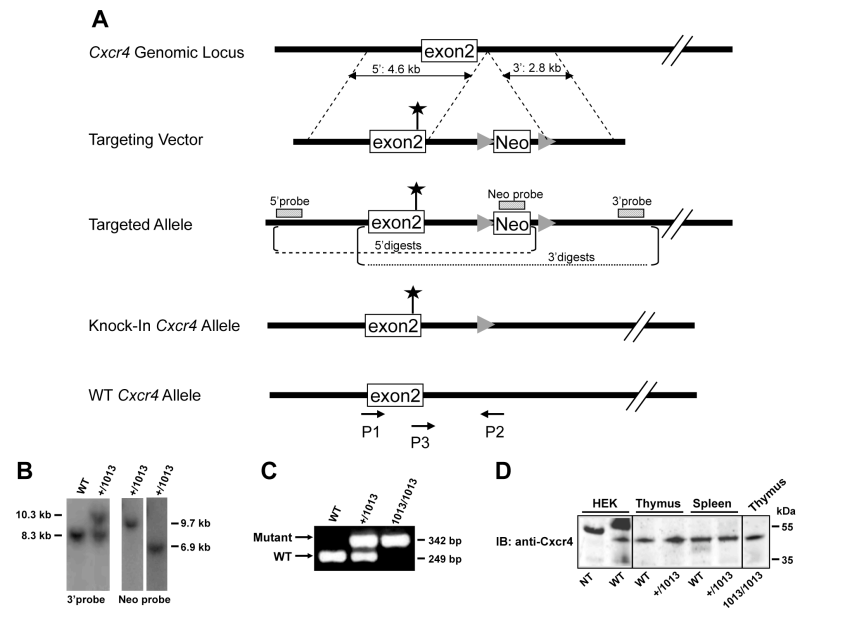 A
Cxcr4 Genomic Locus
exon2
5': 4.6 kb
3': 2.8 kb
Targeting Vector
exon2
Neo
5'probe
Neo probe
3'probe
Targeted Allele
exon2
Neo
5'digests
3'digests
Knock-In Cxcr4 Allele
exon2
WT Cxcr4 Allele
exon2
P1
P3
P2
B
WT
+/1013
+/1013
+/1013
10.3 kb
8.3 kb
9.7 kb
6.9 kb
3'probe
Neo probe
C
WT
+/1013
1013/1013
Mutant
WT
342 bp
249 bp
D
HEK
Thymus
Spleen
Thymus
kDa
IB: anti-Cxcr4
55
35
NT
WT
WT
+/1013
WT
+/1013
1013/1013